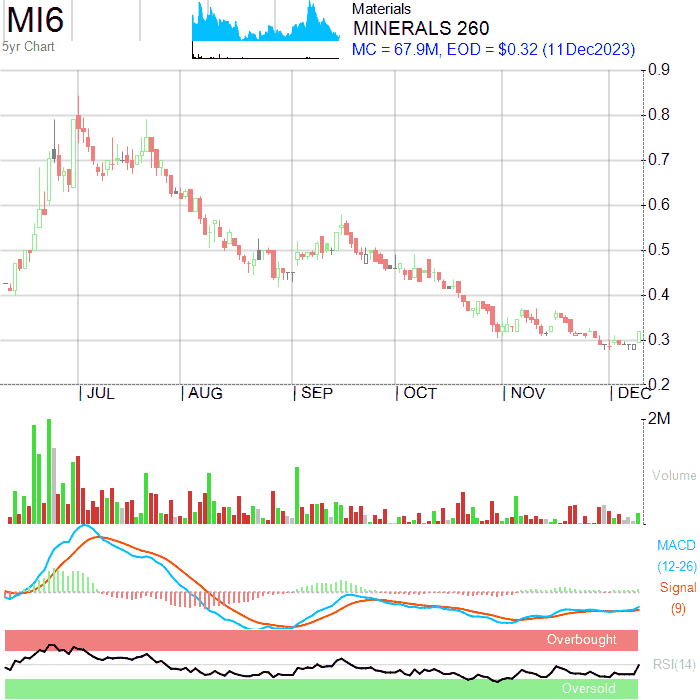 MI6
5yr Chart
Materials
MINERALS 260
MC = 67.9M, EOD = $0.32 (11Dec2023)
0.9
0.8
0.7
0.6
0.5
0.4
0.3
0.2
JUL AUG SEP OCT NOV DEC
2M
Volume
MACD
(12-26)
Signal
(9)
Overbought
RSI(14)
Oversold